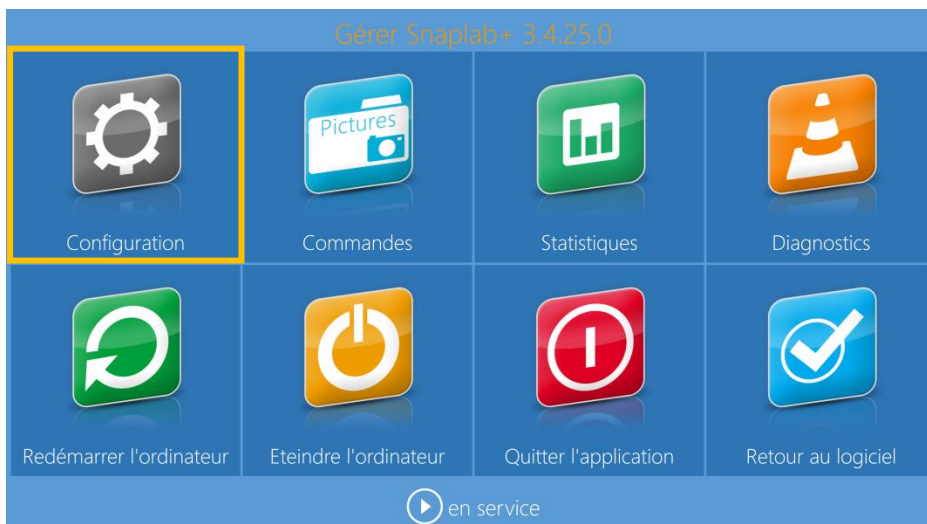 Gérer Snaplab+ 3.4.25.0
Pictures
Configuration
Commandes
Statistiques
Diagnostics
Redémarrer l'ordinateur
Eteindre l'ordinateur
Quitter l'application
Retour au logiciel
en service